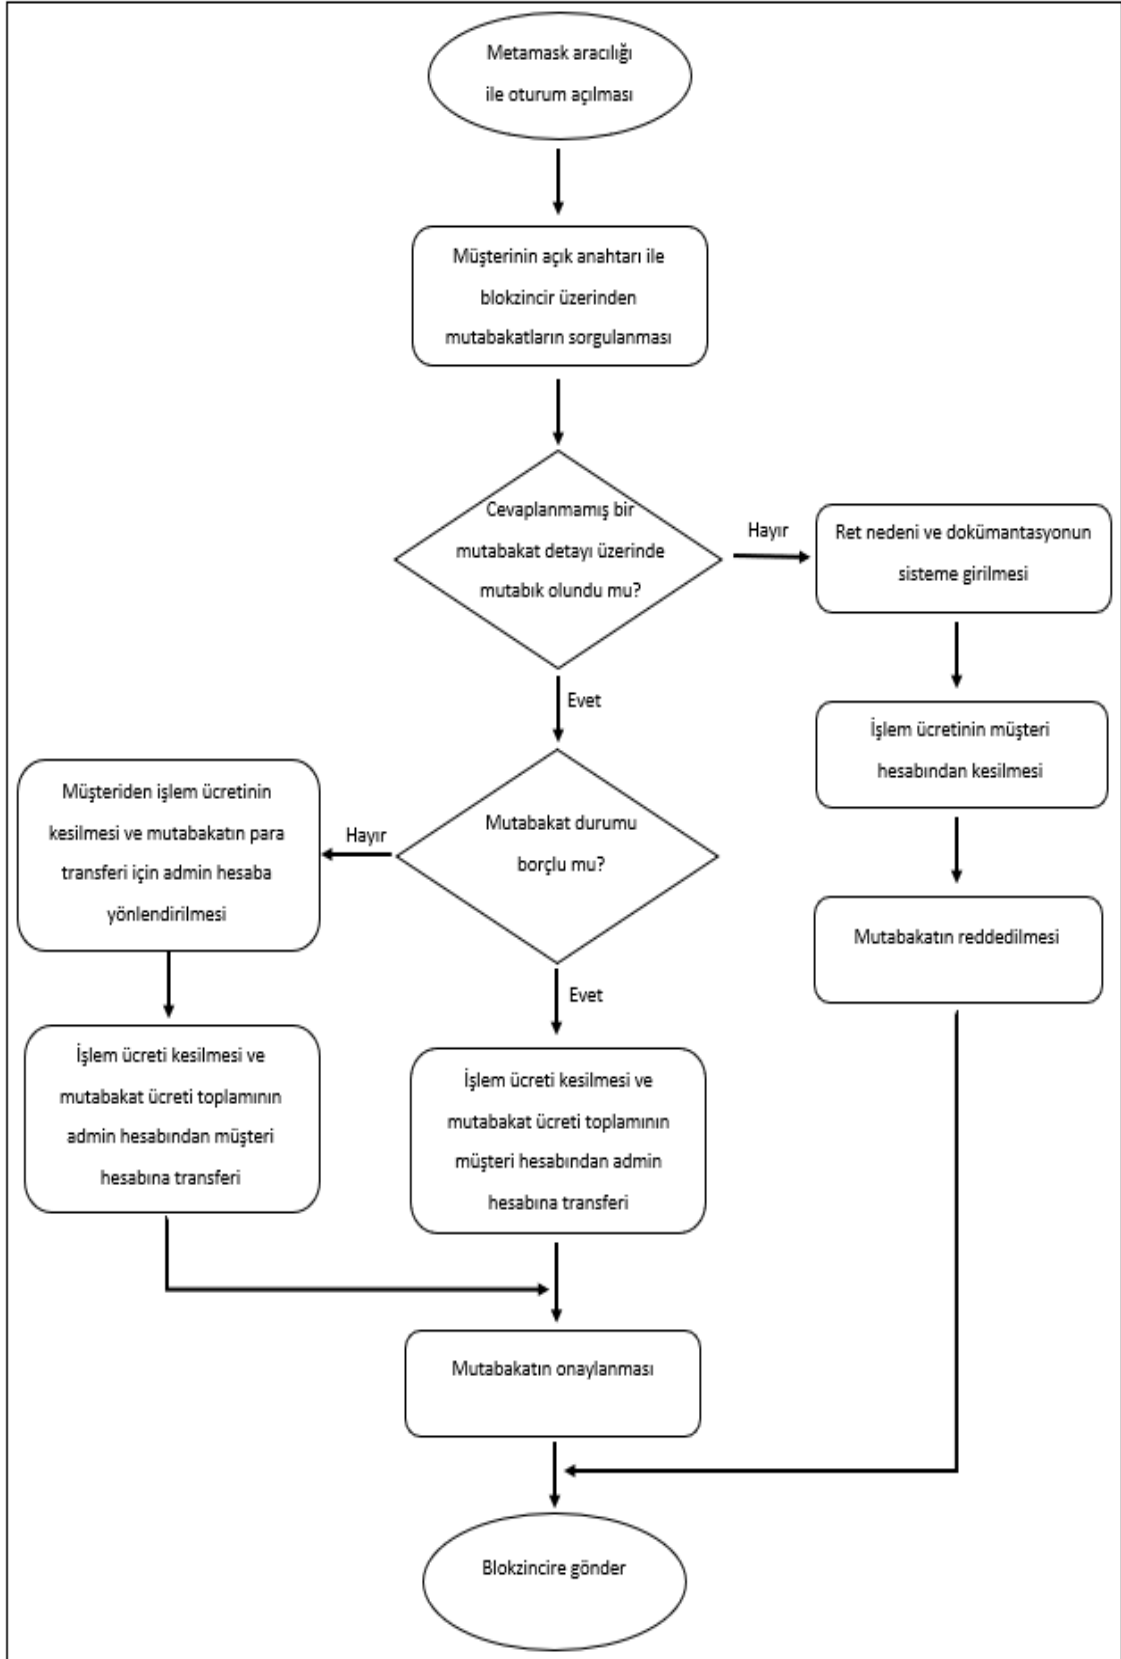 Metamask aracılığı
ile oturum açılması
Müşterinin açık anahtarı ile
blokzincir üzerinden
mutabakatların sorgulanması
Cevaplanmamış bir
mutabakat detayı üzerinde
mutabık olundu mu?
Hayır
Ret nedeni ve dokümantasyonun
sisteme girilmesi
Evet
İşlem ücretinin müşteri
hesabından kesilmesi
Müşteriden işlem ücretinin
kesilmesi ve mutabakatın para
transferi için admin hesaba
yönlendirilmesi
Hayır
Mutabakat durumu
borçlu mu?
Mutabakatın reddedilmesi
Evet
İşlem ücreti kesilmesi ve
mutabakat ücreti toplamının
admin hesabından müşteri
hesabına transferi
İşlem ücreti kesilmesi ve
mutabakat ücreti toplamının
müşteri hesabından admin
hesabına transferi
Mutabakatın onaylanması
Blokzincire gönder